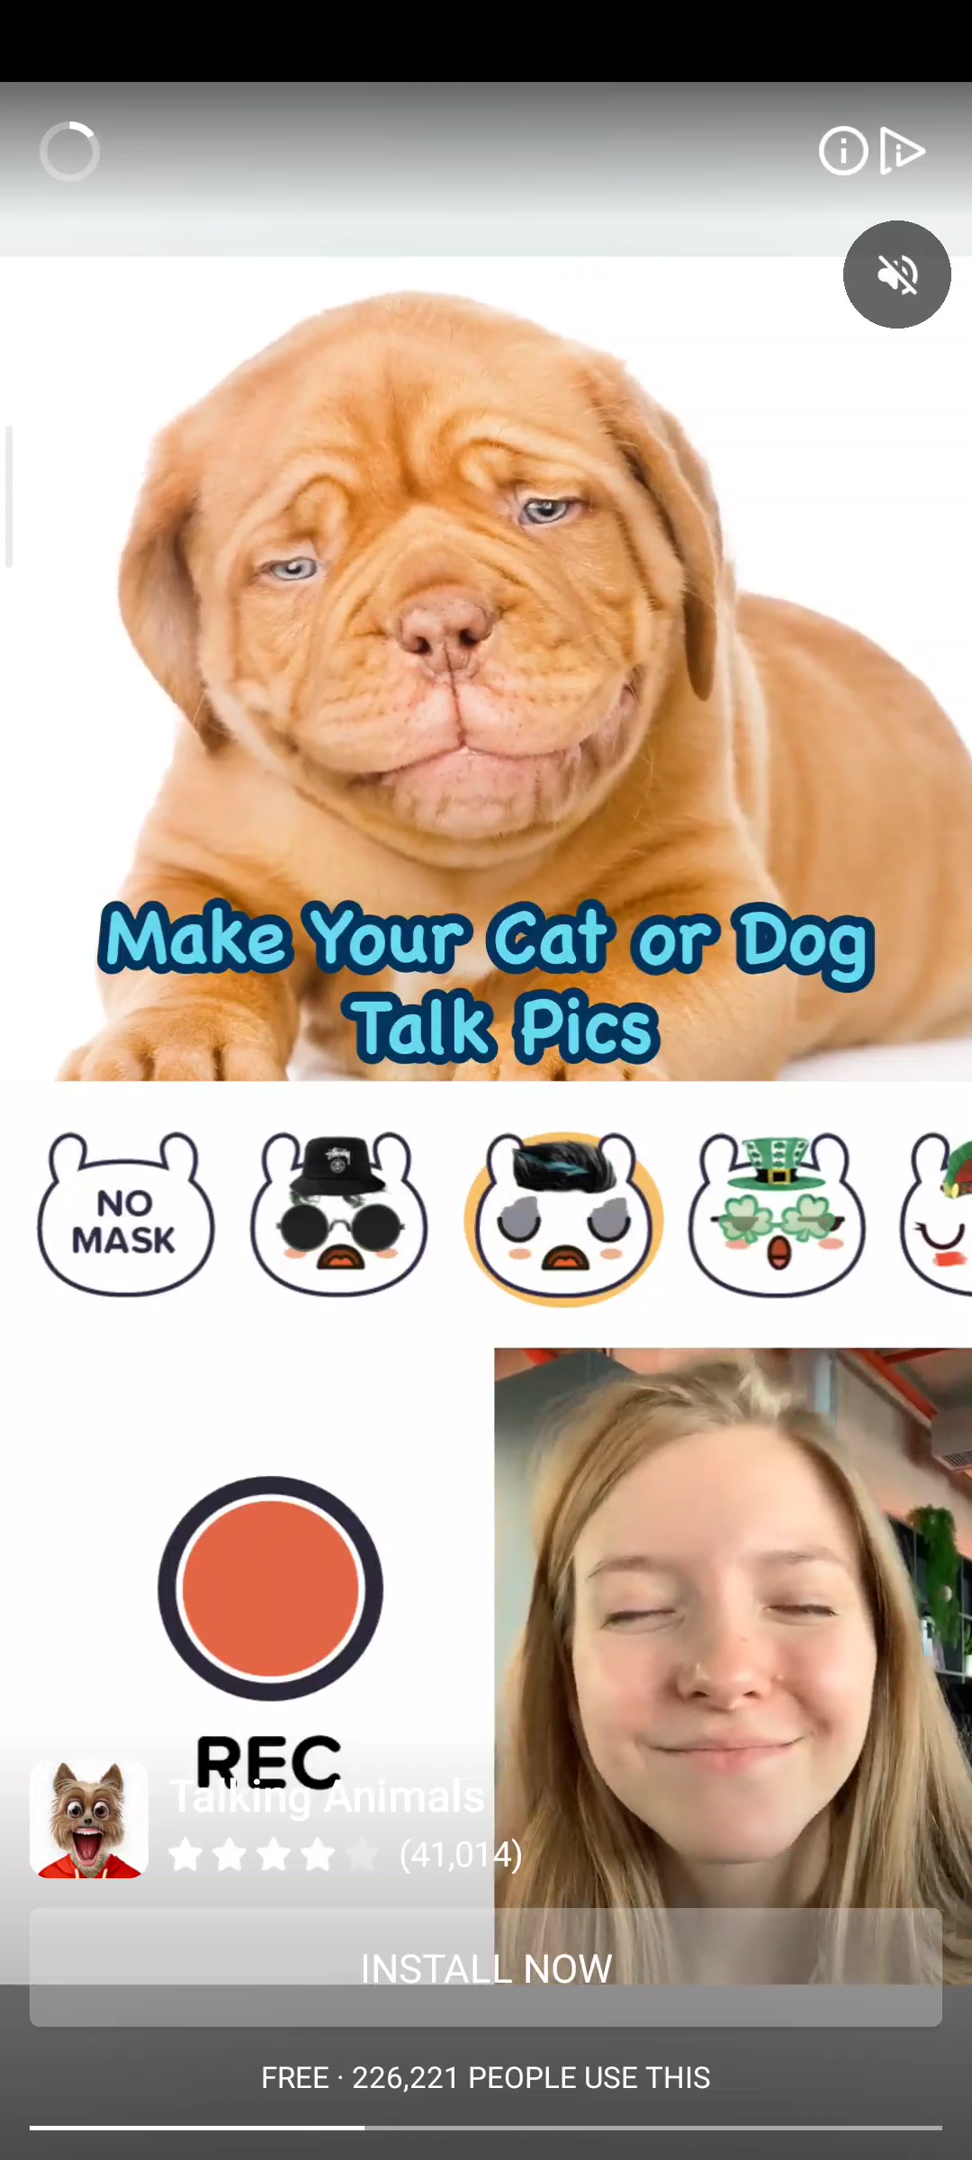 Make Your Cat or Dog
Talk Pics
NO
MASK
REC
Talking Animals
(41,014)
INSTALL NOW
FREE · 226,221 PEOPLE USE THIS